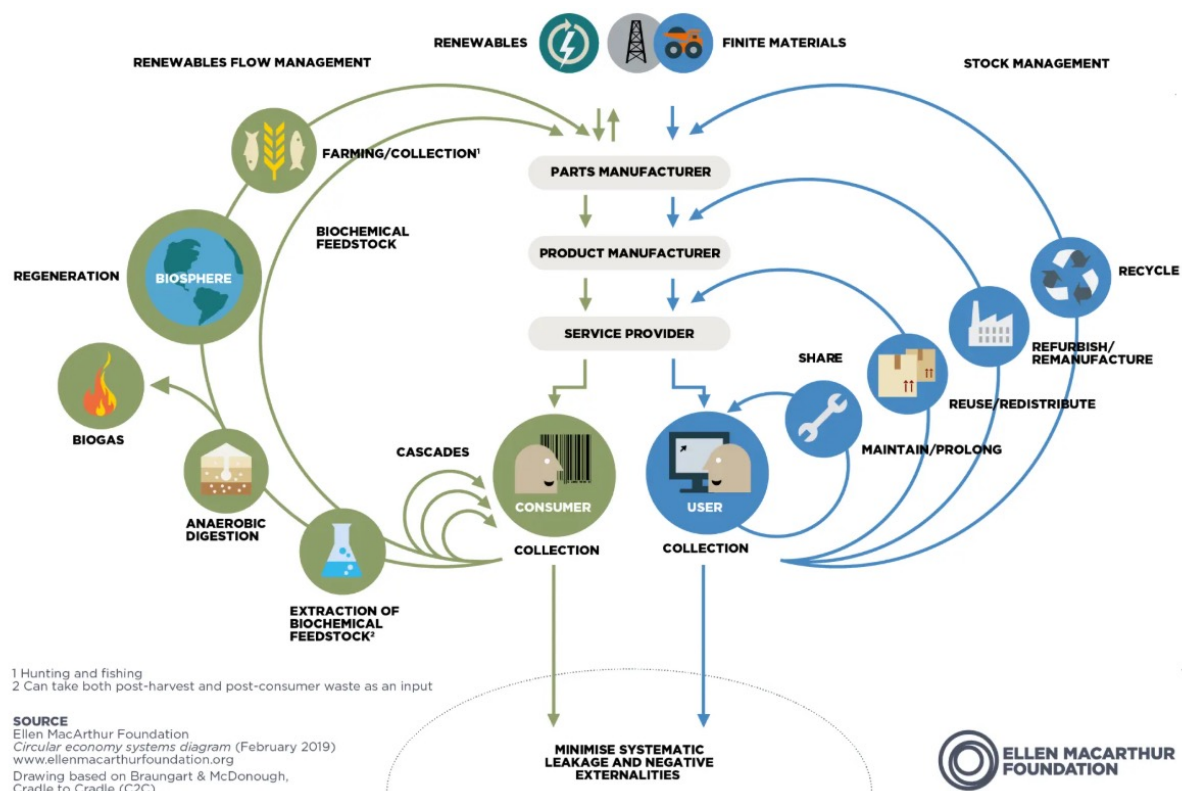 RENEWABLES
FINITE MATERIALS
RENEWABLES FLOW MANAGEMENT
STOCK MANAGEMENT
FARMING/COLLECTION¹
PARTS MANUFACTURER
BIOCHEMICAL
FEEDSTOCK
PRODUCT MANUFACTURER
REGENERATION
BIOSPHERE
RECYCLE
SERVICE PROVIDER
SHARE
REFURBISH/
REMANUFACTURE
REUSE/REDISTRIBUTE
BIOGAS
CASCADES
MAINTAIN/PROLONG
CONSUMER
USER
ANAEROBIC
DIGESTION
COLLECTION
COLLECTION
EXTRACTION OF
BIOCHEMICAL
FEEDSTOCK²
1 Hunting and fishing
2 Can take both post-harvest and post-consumer waste as an input
SOURCE
Ellen MacArthur Foundation
Circular economy systems diagram (February 2019)
www.ellenmacarthurfoundation.org
Drawing based on Braungart & McDonough,
Cradle to Cradle (C2C)
MINIMISE SYSTEMATIC
LEAKAGE AND NEGATIVE
EXTERNALITIES
ELLEN MACARTHUR
FOUNDATION